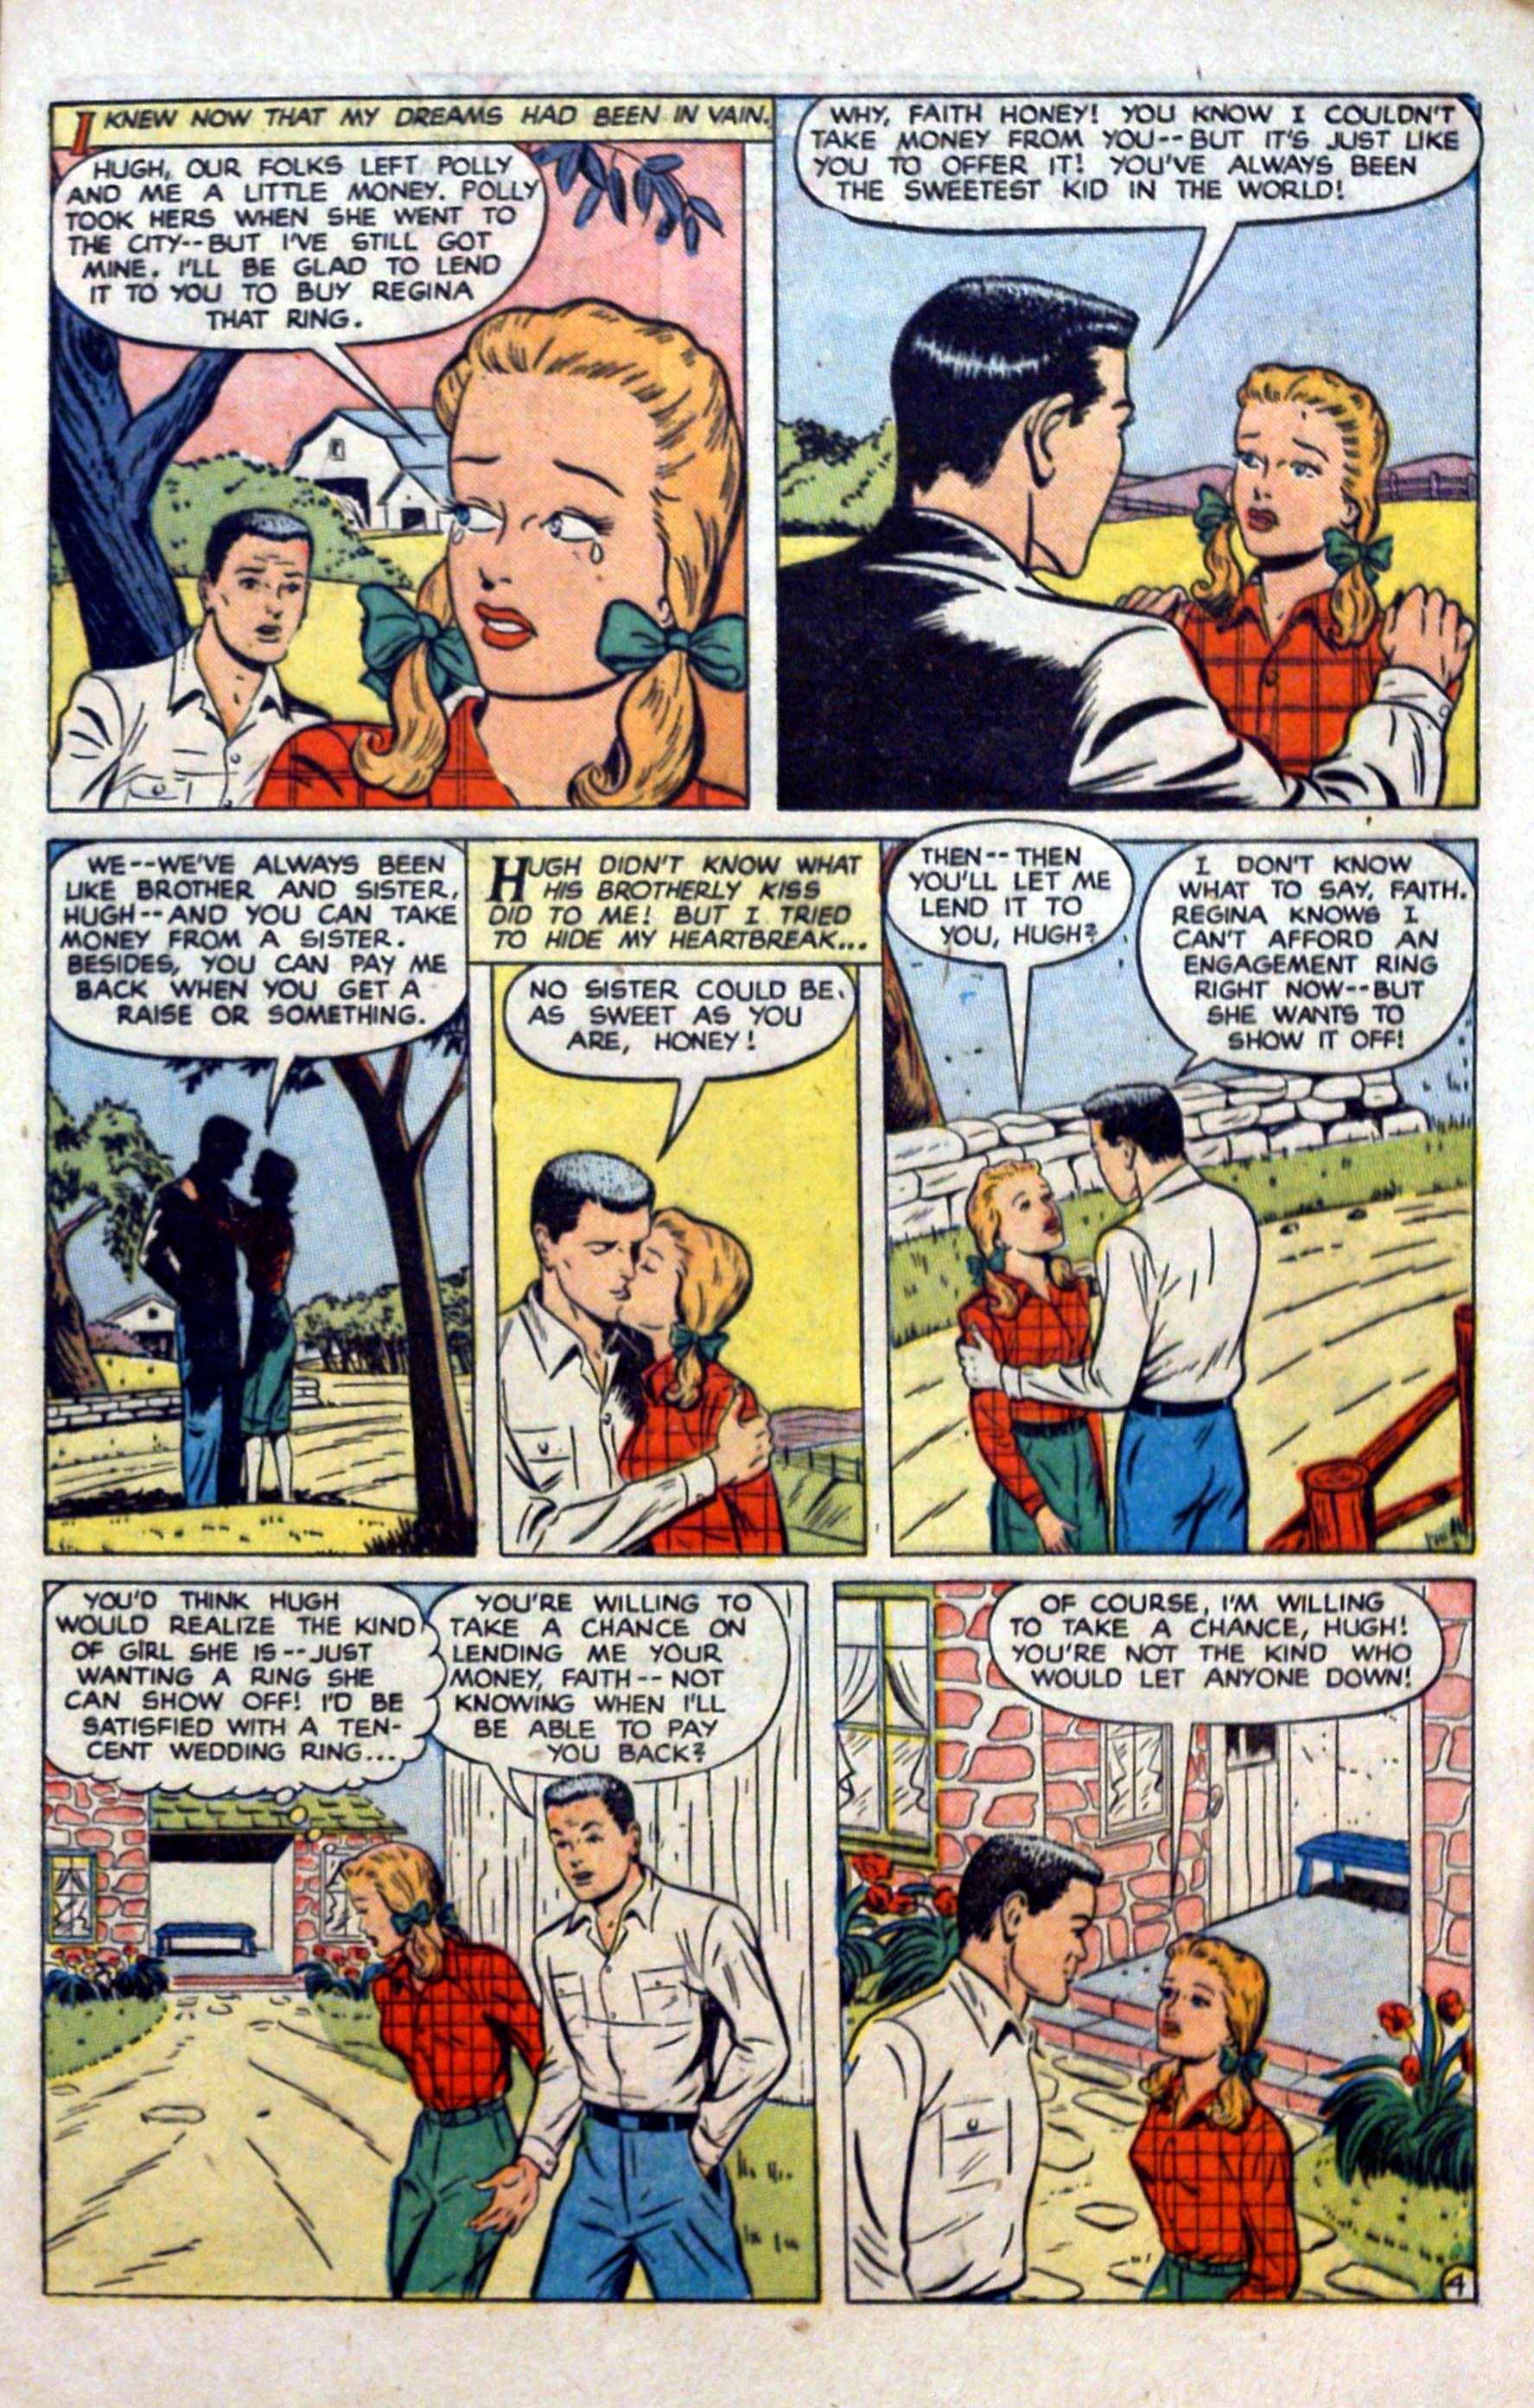 I KNEW NOW THAT MY DREAMS HAD BEEN IN VAIN.
HUGH, OUR FOLKS LEFT POLLY
AND ME A LITTLE MONEY. POLLY
TOOK HERS WHEN SHE WENT TO
THE CITY--BUT I'VE STILL GOT
MINE. I'LL BE GLAD TO LEND
IT TO YOU TO BUY REGINA
THAT RING.
WHY, FAITH HONEY! YOU KNOW I COULDN'T
TAKE MONEY FROM YOU--BUT IT'S JUST LIKE
YOU TO OFFER IT! YOU'VE ALWAYS BEEN
THE SWEETEST KID IN THE WORLD!
WE--WE'VE ALWAYS BEEN
LIKE BROTHER AND SISTER,
HUGH--AND YOU CAN TAKE
MONEY FROM A SISTER.
BESIDES, YOU CAN PAY ME
BACK WHEN YOU GET A
RAISE OR SOMETHING.
HUGH DIDN'T KNOW WHAT
HIS BROTHERLY KISS
DID TO ME! BUT I TRIED
TO HIDE MY HEARTBREAK...
NO SISTER COULD BE
AS SWEET AS YOU
ARE, HONEY!
THEN--THEN
YOU'LL LET ME
LEND IT TO
YOU, HUGH?
I DON'T KNOW
WHAT TO SAY, FAITH.
REGINA KNOWS I
CAN'T AFFORD AN
ENGAGEMENT RING
RIGHT NOW--BUT
SHE WANTS TO
SHOW IT OFF!
YOU'D THINK HUGH
WOULD REALIZE THE KIND
OF GIRL SHE IS--JUST
WANTING A RING SHE
CAN SHOW OFF! I'D BE
SATISFIED WITH A TEN-
CENT WEDDING RING...
YOU'RE WILLING TO
TAKE A CHANCE ON
LENDING ME YOUR
MONEY, FAITH--NOT
KNOWING WHEN I'LL
BE ABLE TO PAY
YOU BACK?
OF COURSE, I'M WILLING
TO TAKE A CHANCE, HUGH!
YOU'RE NOT THE KIND WHO
WOULD LET ANYONE DOWN!
4